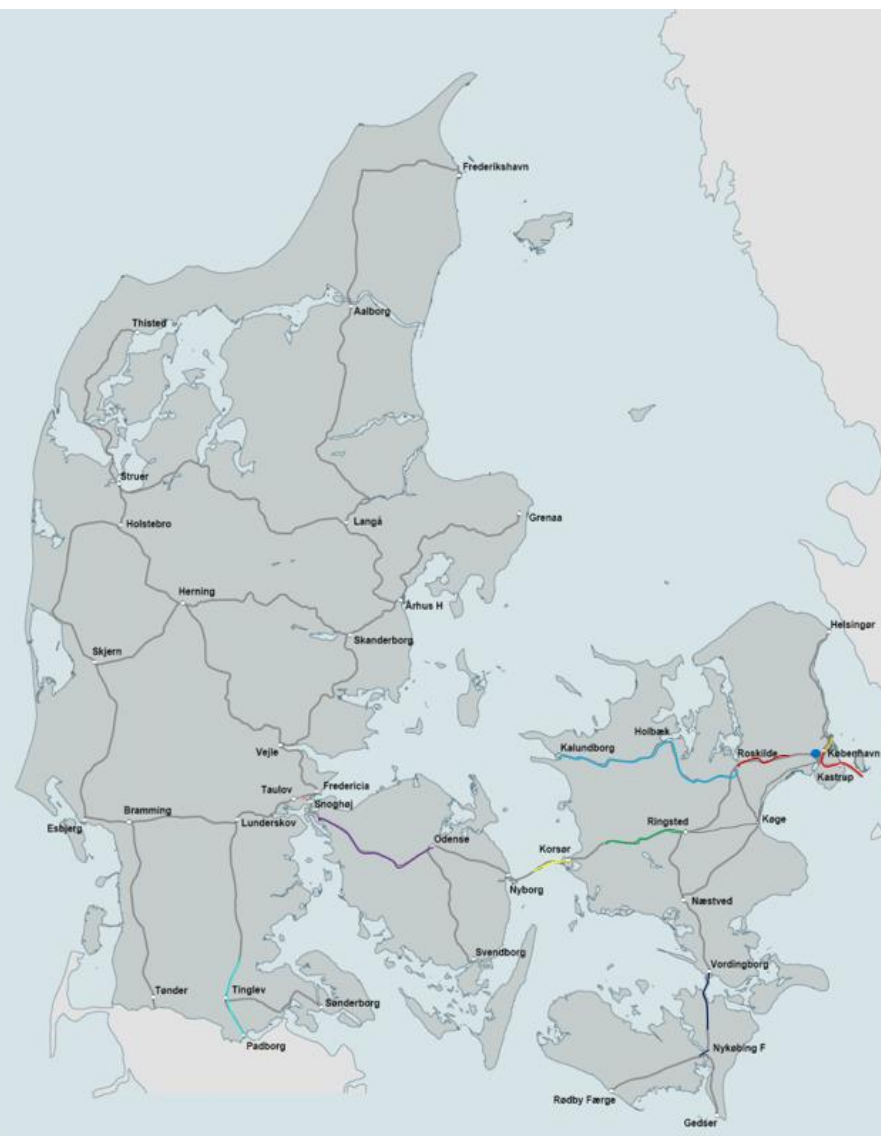 Frederikshavn
Aalborg
Thisted
Struer
Holstebro
Langå
Grenaa
Herning
Århus H
Helsingør
Skanderborg
Skjern
Holbæk
Kalundborg
Roskilde
København
Vejle
Kastrup
Taulov
Fredericia
Snoghøj
Bramming
Esbjerg
Lunderskov
Ringsted
Køge
Odense
Korsør
Nyborg
Næstved
Svendborg
Vordingborg
Tønder
Tinglev
Sønderborg
Padborg
Nykøbing F
Rødby Færge
Gedser